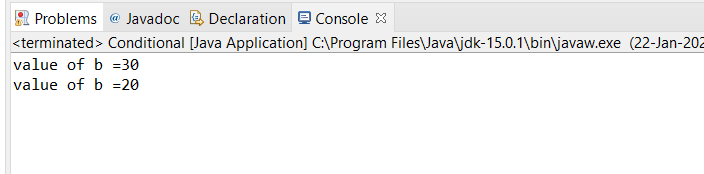 Problems @ Javadoc Declaration Console
<terminated> Conditional [Java Application] C:\Program Files\Java\jdk-15.0.1\bin\javaw.exe (22-Jan-202
value of b =30
value of b =20